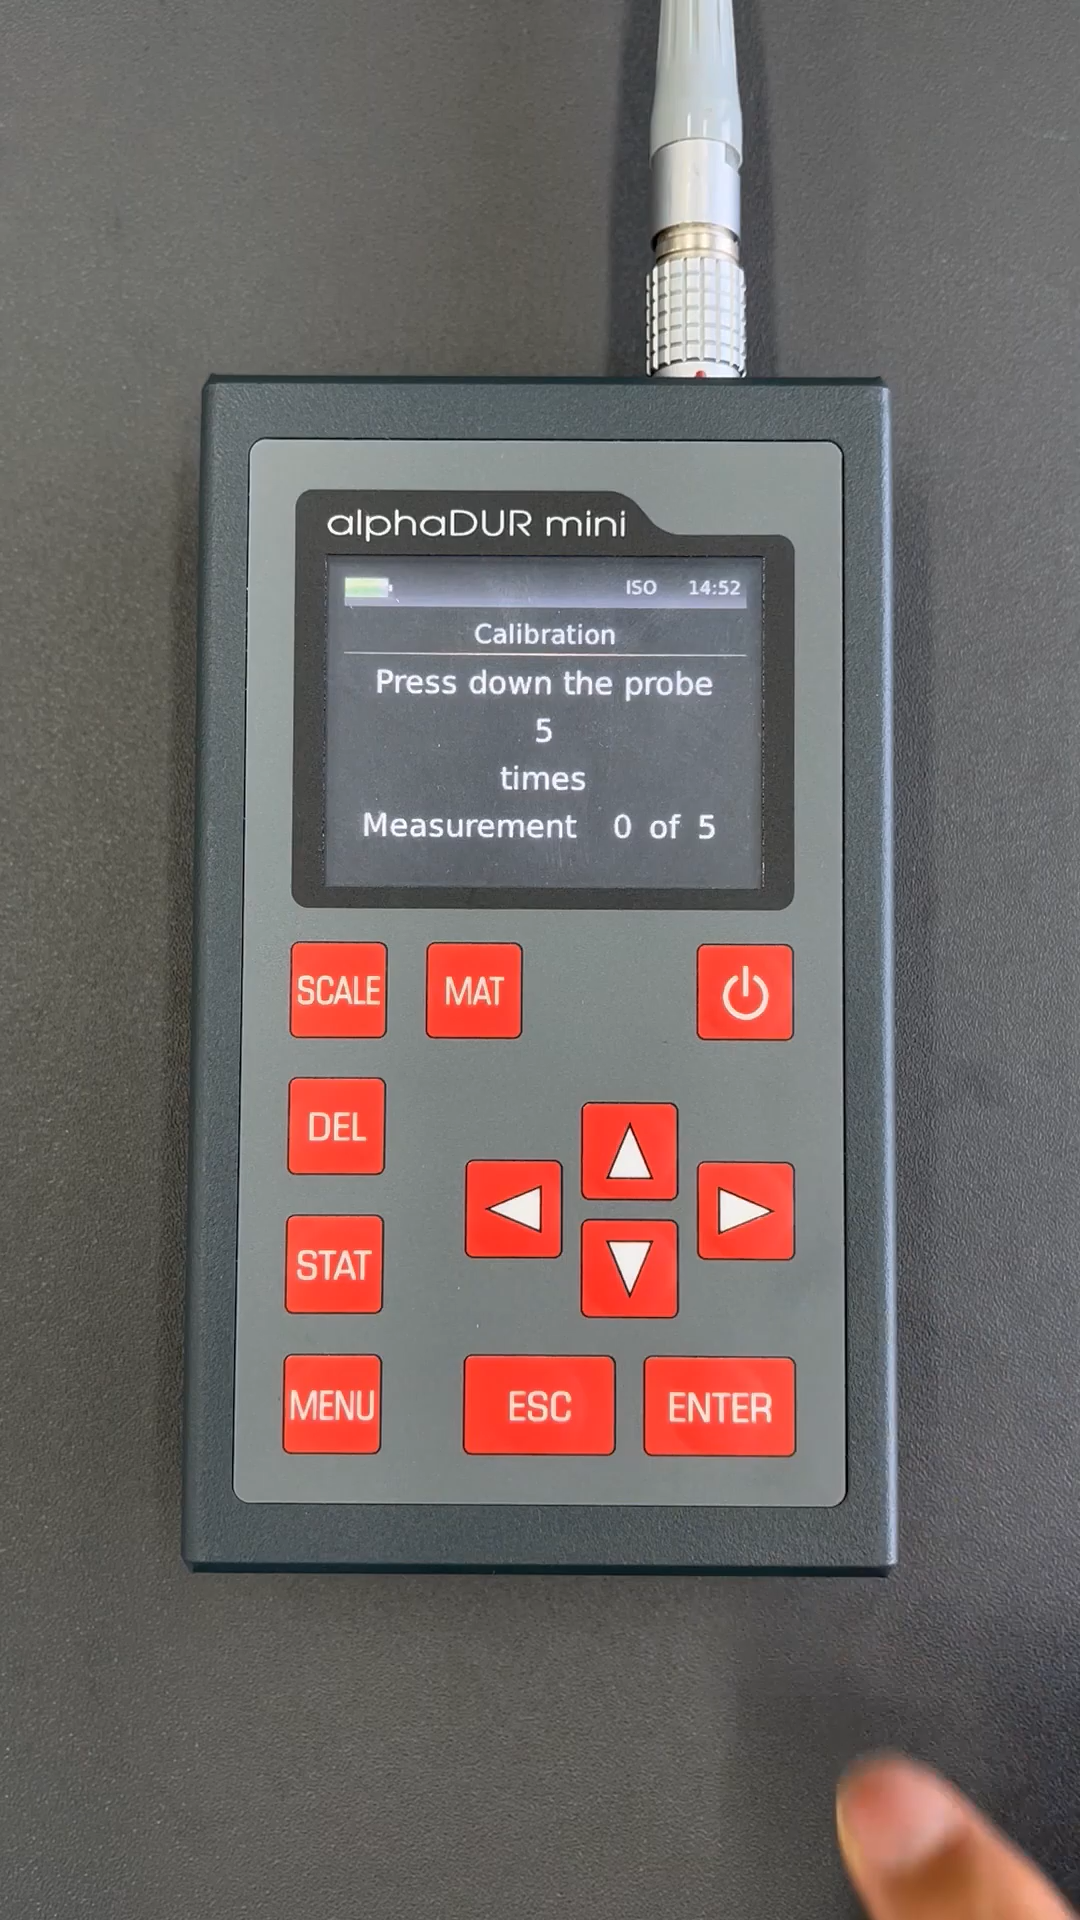 alphaDUR mini
ISO 14:52
Calibration
Press down the probe
5
times
Measurement 0 of 5
SCALE MAT
DEL
STAT
MENU ESC ENTER